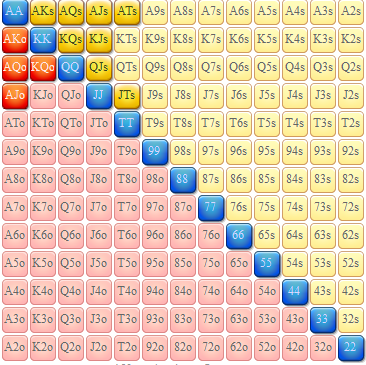 AA AKs AQs AJs ATs A9s A8s A7s A6s A5s A4s A3s A2s
AKo KK KQs KJs KTs K9s K8s K7s K6s K5s K4s K3s K2s
AQo KQo QQ QJs QTs Q9s Q8s Q7s Q6s Q5s Q4s Q3s Q2s
AJo KJo QJo JJ JTs J9s J8s J7s J6s J5s J4s J3s J2s
ATo KTo QTo JTo TT T9s T8s T7s T6s T5s T4s T3s T2s
A9o K9o Q9o J9o T9o 99 98s 97s 96s 95s 94s 93s 92s
A8o K8o Q8o J8o T8o 98o 88 87s 86s 85s 84s 83s 82s
A7o K7o Q7o J7o T7o 97o 87o 77 76s 75s 74s 73s 72s
A6o K6o Q6o J6o T6o 96o 86o 76o 66 65s 64s 63s 62s
A5o K5o Q5o J5o T5o 95o 85o 75o 65o 55 54s 53s 52s
A4o K4o Q4o J4o T4o 94o 84o 74o 64o 54o 44 43s 42s
A3o K3o Q3o J3o T3o 93o 83o 73o 63o 53o 43o 33 32s
A2o K2o Q2o J2o T2o 92o 82o 72o 62o 52o 42o 32o 22